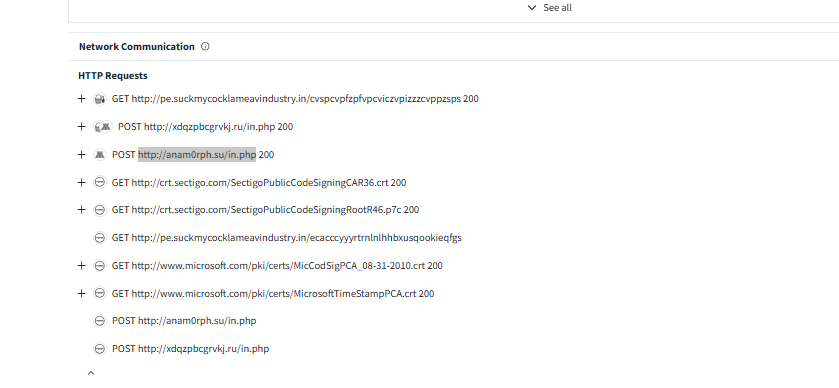 See all
Network Communication
HTTP Requests
GET http://pe.suckmycocklameavindustry.in/cvspcvpfzpfvpcviczvpizzzcvppzsps 200
POST http://xdqzpbcgrvkj.ru/in.php 200
POST http://anam0rph.su/in.php 200
GET http://crt.sectigo.com/SectigoPublicCodeSigningCAR36.crt 200
GET http://crt.sectigo.com/SectigoPublicCodeSigningRootR46.p7c 200
GET http://pe.suckmycocklameavindustry.in/ecacccyyyrtrnlnlhhbxusqookieqfgs
GET http://www.microsoft.com/pki/certs/MicCodSigPCA_08-31-2010.crt 200
GET http://www.microsoft.com/pki/certs/MicrosoftTimeStampPCA.crt 200
POST http://anam0rph.su/in.php
POST http://xdqzpbcgrvkj.ru/in.php